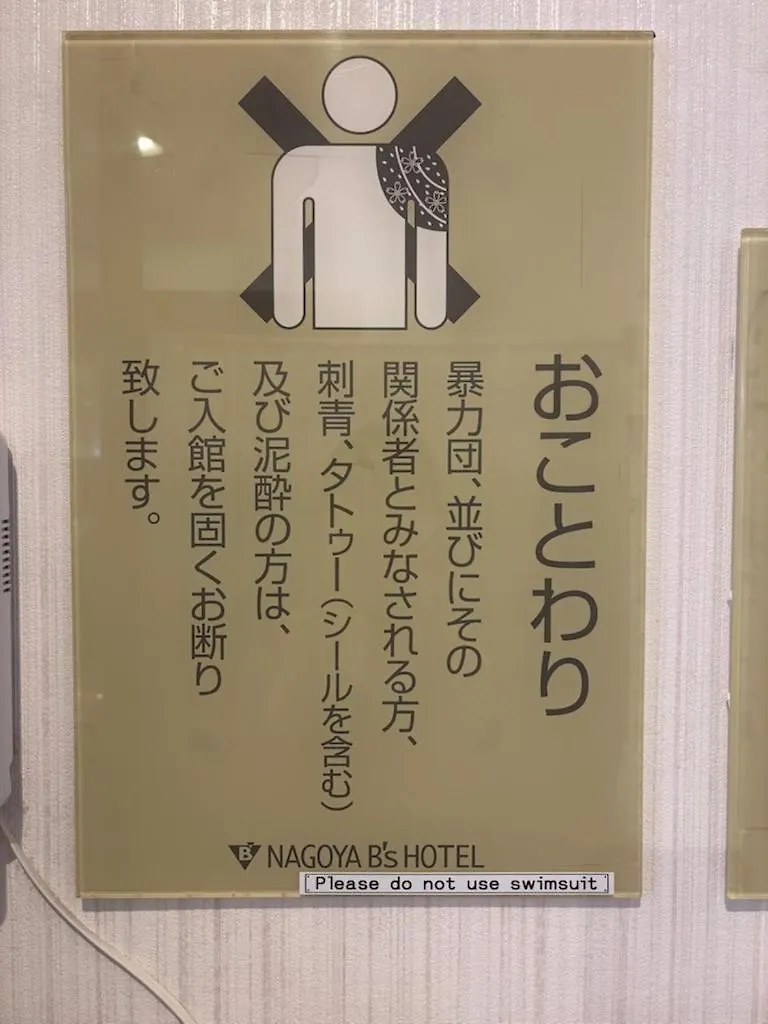 おことわり
暴力団、並びにその
関係者とみなされる方、
刺青、タトゥー(シールを含む)
及び泥酔の方は、
ご入館を固くお断り
致します。
B's NAGOYA B's HOTEL
Please do not use swimsuit